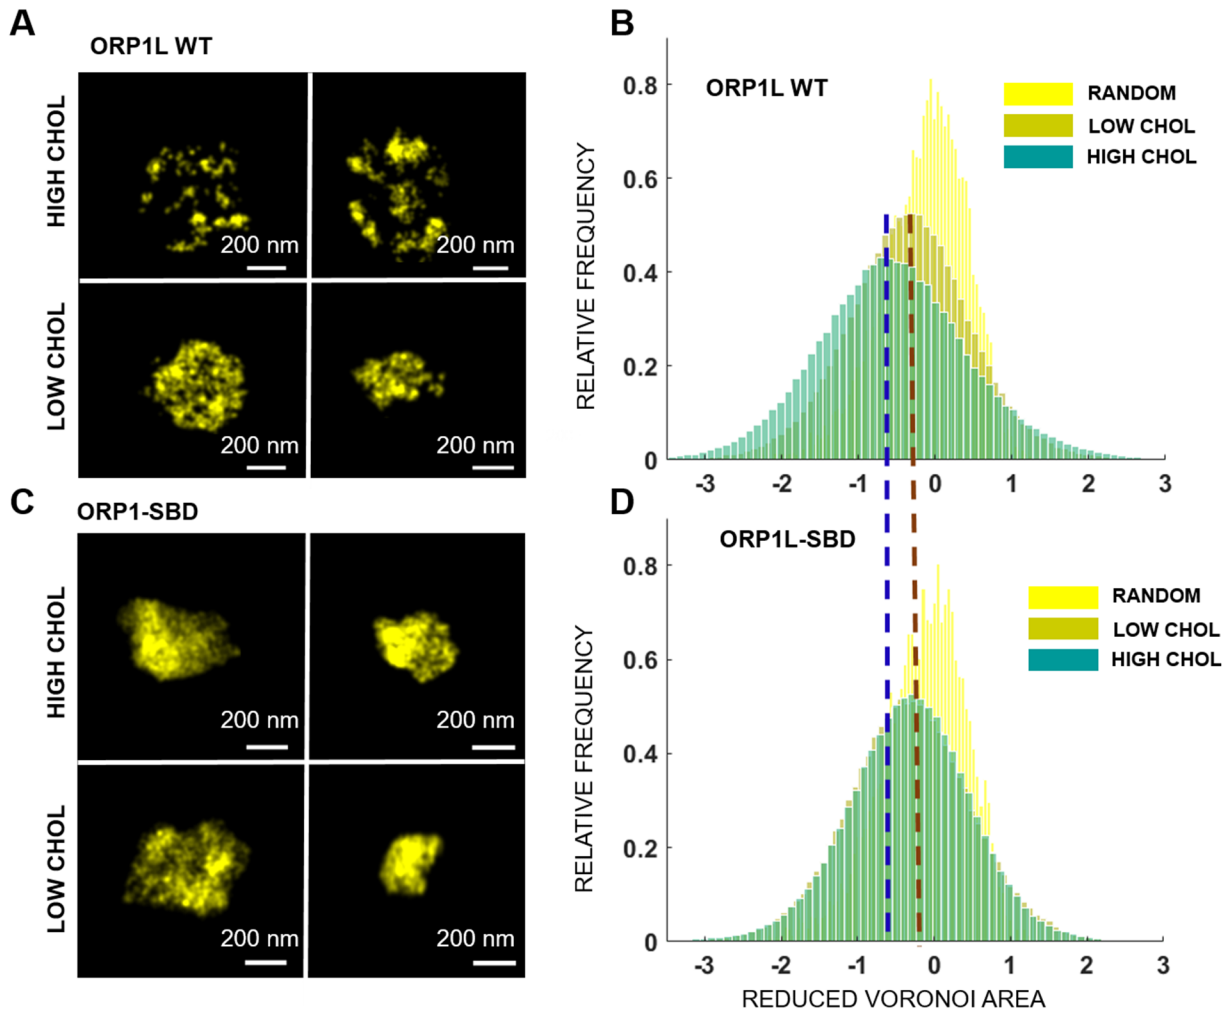 A
ORP1L WT
HIGH CHOL
200 nm
200 nm
LOW CHOL
200 nm
200 nm
B
ORP1L WT
RANDOM
LOW CHOL
HIGH CHOL
RELATIVE FREQUENCY
0.8
0.6
0.4
0.2
0
-3 -2 -1 0 1 2 3
C
ORP1-SBD
HIGH CHOL
200 nm
200 nm
LOW CHOL
200 nm
200 nm
D
ORP1L-SBD
RANDOM
LOW CHOL
HIGH CHOL
RELATIVE FREQUENCY
0.8
0.6
0.4
0.2
0
-3 -2 -1 0 1 2 3
REDUCED VORONOI AREA